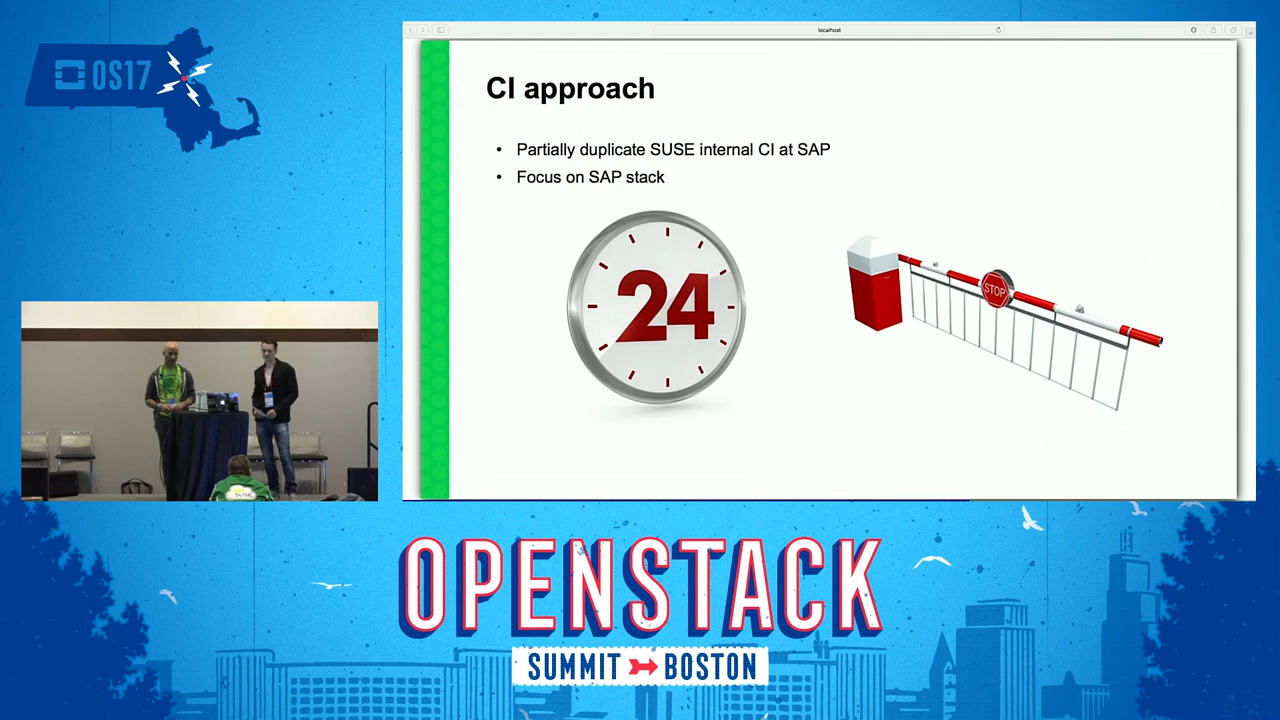 OS17
localhost
CI approach
• Partially duplicate SUSE internal CI at SAP
• Focus on SAP stack
24
STOP
SUSE
OPENSTACK
SUMMIT BOSTON